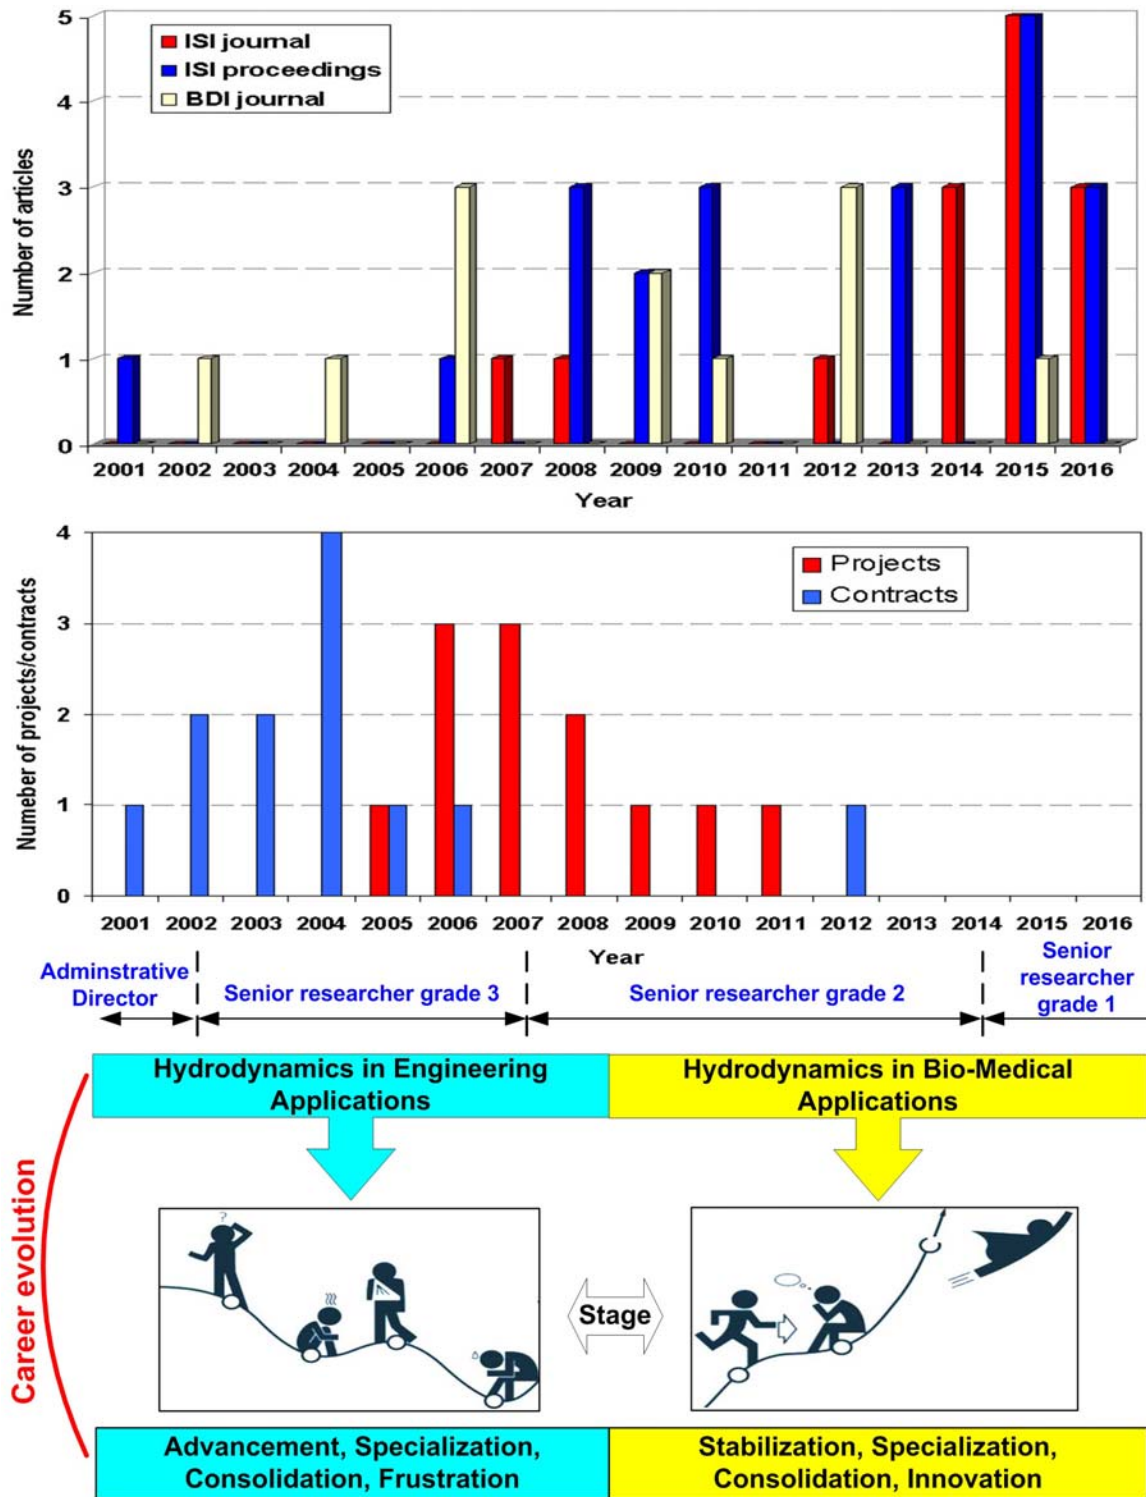 5
ISI journal
ISI proceedings
BDI journal
4
3
2
1
0
Number of articles
2001 2002 2003 2004 2005 2006 2007 2008 2009 2010 2011 2012 2013 2014 2015 2016
Year
4
Projects
Contracts
3
2
1
0
Numeber of projects/contracts
2001 2002 2003 2004 2005 2006 2007 2008 2009 2010 2011 2012 2013 2014 2015 2016
Year
Adminstrative
Director
Senior researcher grade 3
Senior researcher grade 2
Senior
researcher
grade 1
Hydrodynamics in Engineering
Applications
Hydrodynamics in Bio-Medical
Applications
Career evolution
?
Stage
Advancement, Specialization,
Consolidation, Frustration
Stabilization, Specialization,
Consolidation, Innovation